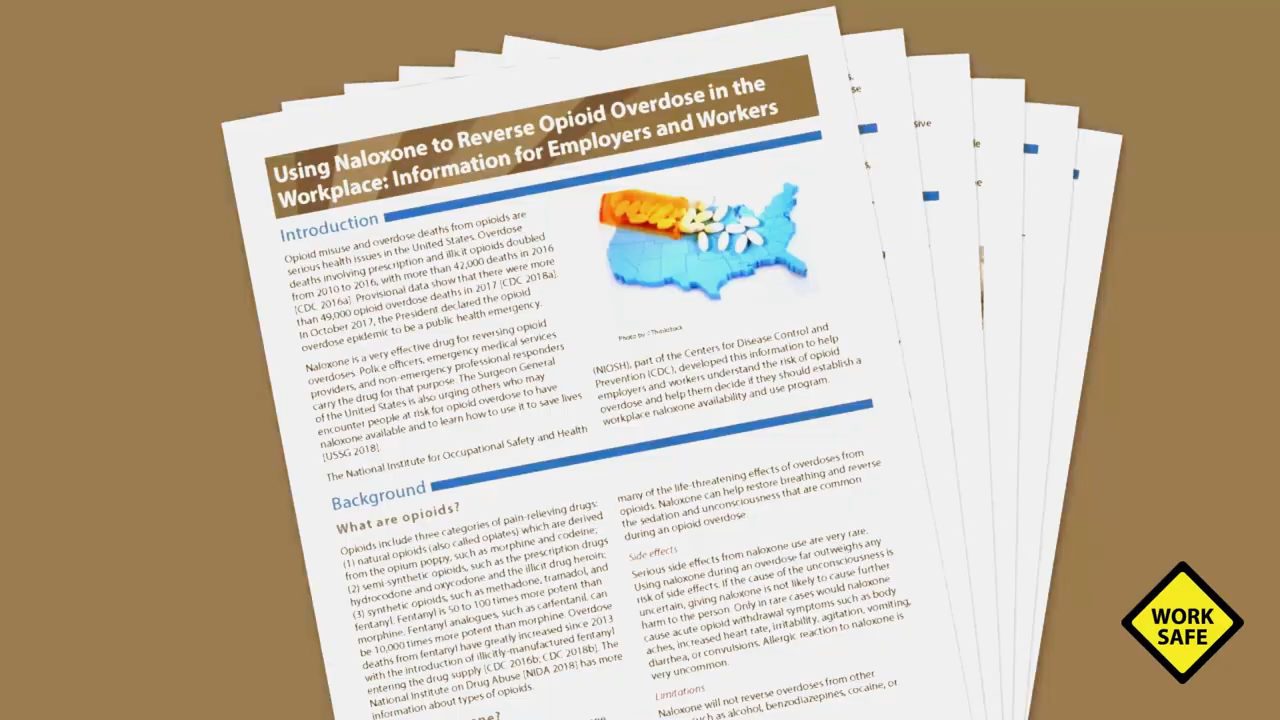 Using Naloxone to Reverse Opioid Overdose in the
Workplace: Information for Employers and Workers
Introduction
Opioid misuse and overdose deaths from opioids are
serious health issues in the United States. Overdose
deaths involving prescription and illicit opioids doubled
from 2010 to 2016, with more than 42,000 deaths in 2016
[CDC 2016a]. Provisional data show that there were more
than 49,000 opioid overdose deaths in 2017 [CDC 2018a].
In October 2017, the President declared the opioid
overdose epidemic to be a public health emergency.
Naloxone is a very effective drug for reversing opioid
overdoses. Police officers, emergency medical services
providers, and non-emergency professional responders
carry the drug for that purpose. The Surgeon General
of the United States is also urging others who may
encounter people at risk for opioid overdose to have
naloxone available and to learn how to use it to save lives
[USSG 2018].
The National Institute for Occupational Safety and Health
Photo by Thinkstock
(NIOSH), part of the Centers for Disease Control and
Prevention (CDC), developed this information to help
employers and workers understand the risk of opioid
overdose and help them decide if they should establish a
workplace naloxone availability and use program.
Background
What are opioids?
Opioids include three categories of pain-relieving drugs:
(1) natural opioids (also called opiates) which are derived
from the opium poppy, such as morphine and codeine;
(2) semi-synthetic opioids, such as the prescription drugs
hydrocodone and oxycodone and the illicit drug heroin;
(3) synthetic opioids, such as methadone, tramadol, and
fentanyl. Fentanyl is 50 to 100 times more potent than
morphine. Fentanyl analogues, such as carfentanil, can
be 10,000 times more potent than morphine. Overdose
deaths from fentanyl have greatly increased since 2013
with the introduction of illicitly-manufactured fentanyl
entering the drug supply [CDC 2016b; CDC 2018b]. The
National Institute on Drug Abuse [NIDA 2018] has more
information about types of opioids.
many of the life-threatening effects of overdoses from
opioids. Naloxone can help restore breathing and reverse
the sedation and unconsciousness that are common
during an opioid overdose.
Side effects
Serious side effects from naloxone use are very rare.
Using naloxone during an overdose far outweighs any
risk of side effects. If the cause of the unconsciousness is
uncertain, giving naloxone is not likely to cause further
harm to the person. Only in rare cases would naloxone
cause acute opioid withdrawal symptoms such as body
aches, increased heart rate, irritability, agitation, vomiting,
diarrhea, or convulsions. Allergic reaction to naloxone is
very uncommon.
Limitations
Naloxone will not reverse overdoses from other
such as alcohol, benzodiazepines, cocaine, or
WORK
SAFE